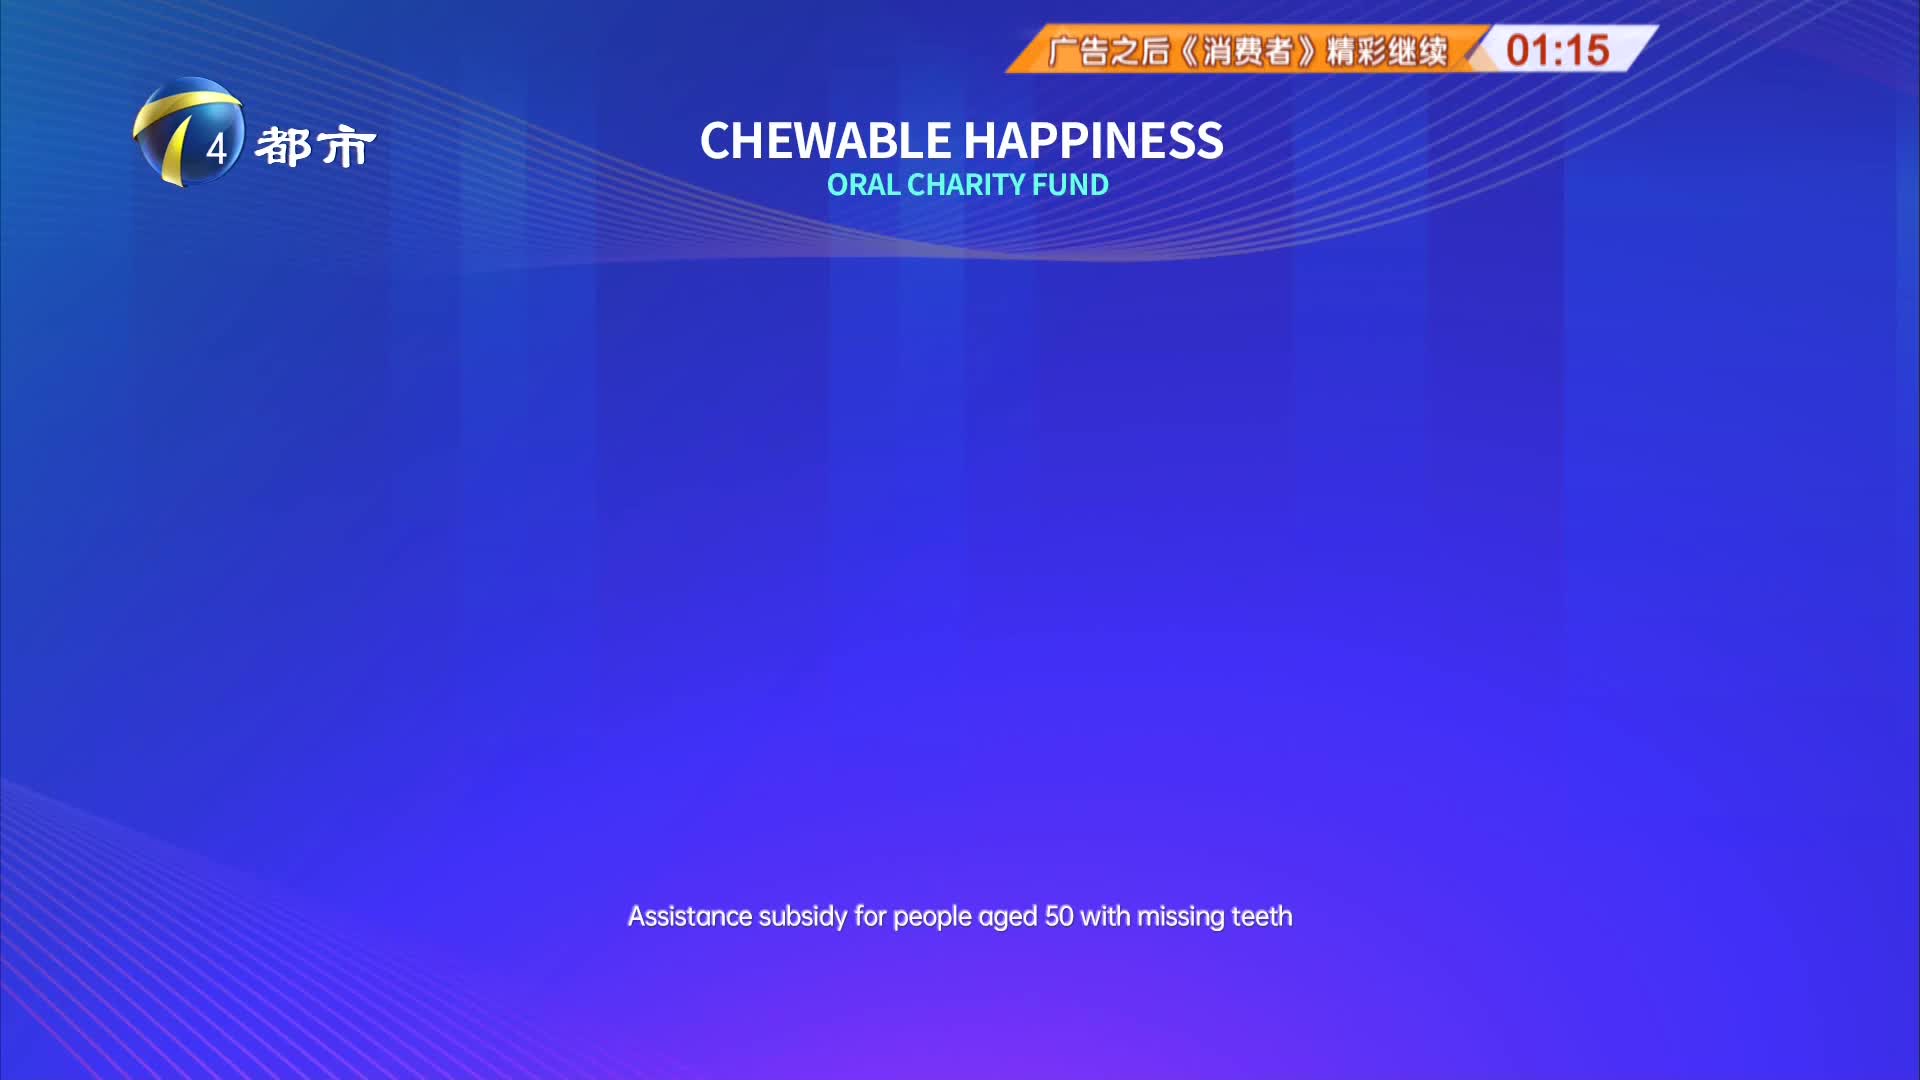 广告之后《消费者》精彩继续 01:15
4 都市
CHEWABLE HAPPINESS
ORAL CHARITY FUND
Assistance subsidy for people aged 50 with missing teeth